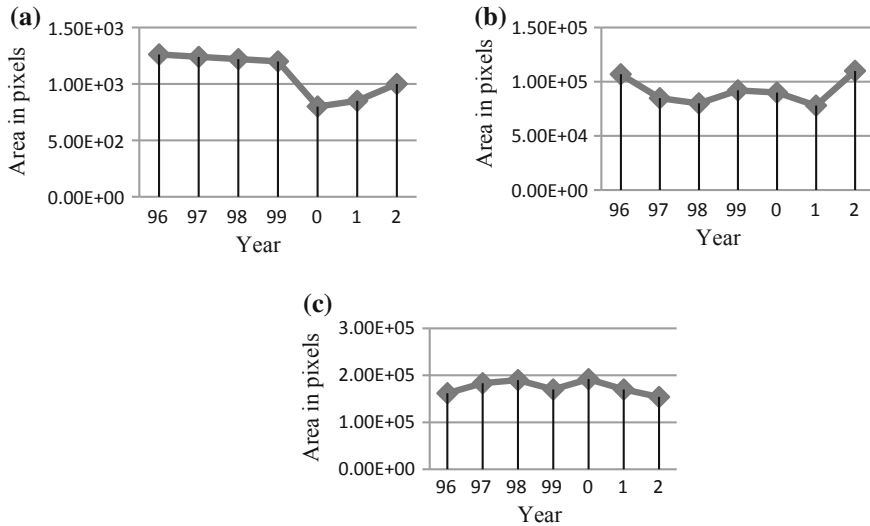 (a)
Area in pixels
1.50E+03
1.00E+03
5.00E+02
0.00E+00
96 97 98 99 0 1 2
Year
(b)
Area in pixels
1.50E+05
1.00E+05
5.00E+04
0.00E+00
96 97 98 99 0 1 2
Year
(c)
Area in pixels
3.00E+05
2.00E+05
1.00E+05
0.00E+00
96 97 98 99 0 1 2
Year